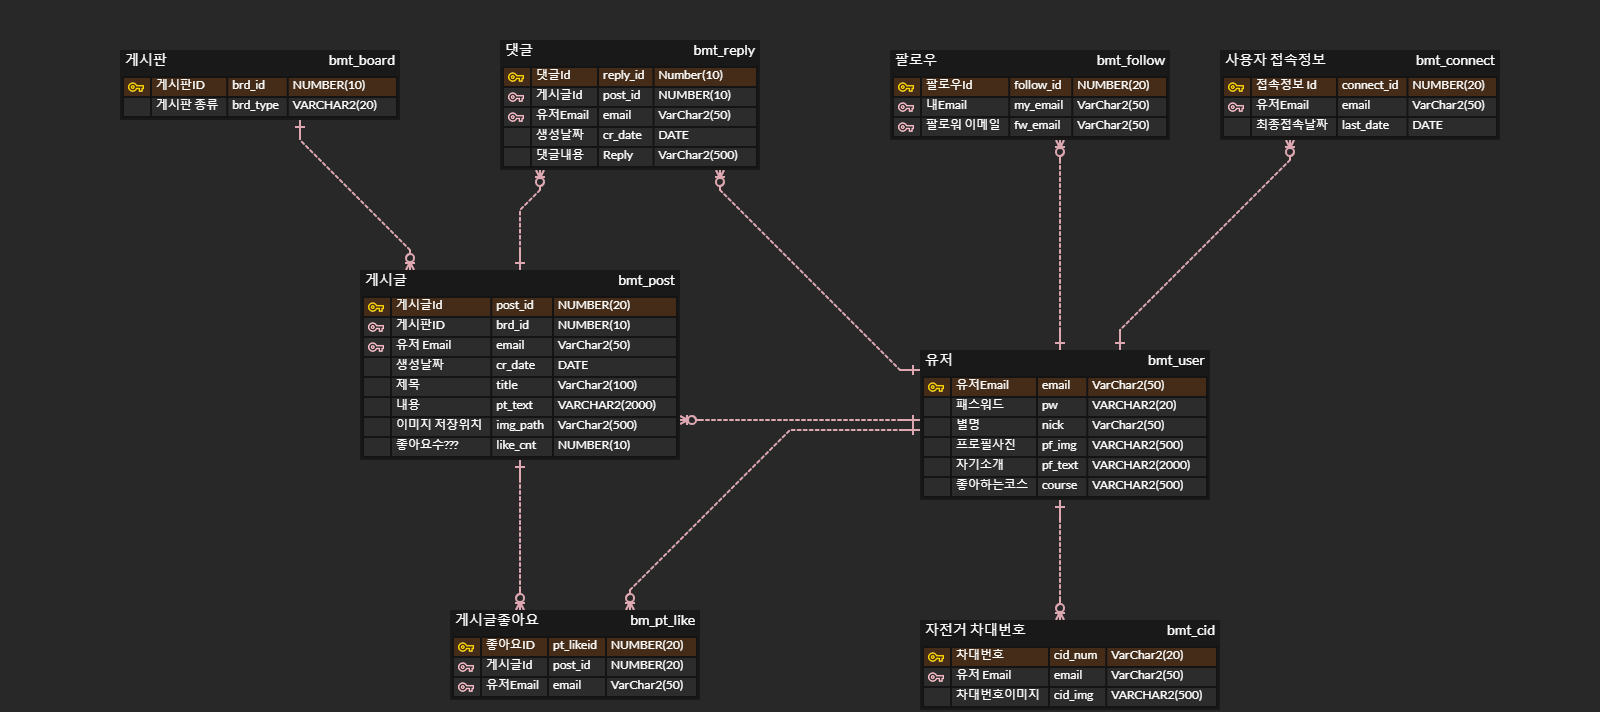 게시판 bmt_board
게시판ID brd_id NUMBER(10)
게시판 종류 brd_type VARCHAR2(20)
댓글 bmt_reply
댓글Id reply_id Number(10)
게시글Id post_id NUMBER(10)
유저Email email VarChar2(50)
생성날짜 cr_date DATE
댓글내용 Reply VarChar2(500)
팔로우 bmt_follow
팔로우Id follow_id NUMBER(20)
내Email my_email VarChar2(50)
팔로워 이메일 fw_email VarChar2(50)
사용자 접속정보 bmt_connect
접속정보 Id connect_id NUMBER(20)
유저Email email VarChar2(50)
최종접속날짜 last_date DATE
게시글 bmt_post
게시글Id post_id NUMBER(20)
게시판ID brd_id NUMBER(10)
유저 Email email VarChar2(50)
생성날짜 cr_date DATE
제목 title VarChar2(100)
내용 pt_text VARCHAR2(2000)
이미지 저장위치 img_path VarChar2(500)
좋아요수??? like_cnt NUMBER(10)
유저 bmt_user
유저Email email VarChar2(50)
패스워드 pw VARCHAR2(20)
별명 nick VarChar2(50)
프로필사진 pf_img VARCHAR2(500)
자기소개 pf_text VARCHAR2(2000)
좋아하는코스 course VARCHAR2(500)
게시글좋아요 bm_pt_like
좋아요ID pt_likeid NUMBER(20)
게시글Id post_id NUMBER(20)
유저Email email VarChar2(50)
자전거 차대번호 bmt_cid
차대번호 cid_num VarChar2(20)
유저 Email email VarChar2(50)
차대번호이미지 cid_img VARCHAR2(500)